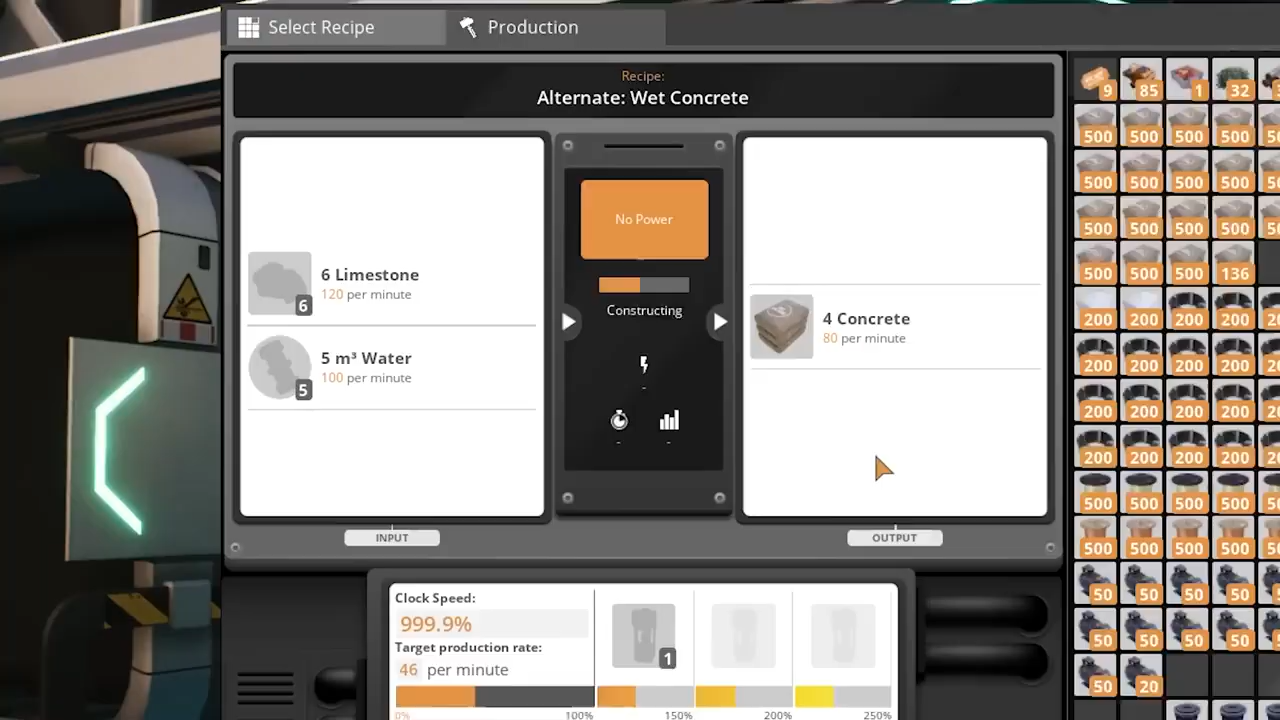 Select Recipe
Production
Recipe:
Alternate: Wet Concrete
6 Limestone
120 per minute
6
5 m³ Water
100 per minute
5
No Power
Constructing
-
- -
4 Concrete
80 per minute
INPUT
OUTPUT
Clock Speed:
999.9%
Target production rate:
46 per minute
1
0% 100% 150% 200% 250%
9 85 1 32
500 500 500 500
500 500 500 500
500 500 500 500
500 500 500 136
200 200 200 200
200 200 200 200
200 200 200 200
200 200 200 200
500 500 500 500
500 500 500 500
50 50 50 50
50 50 50 50
50 20